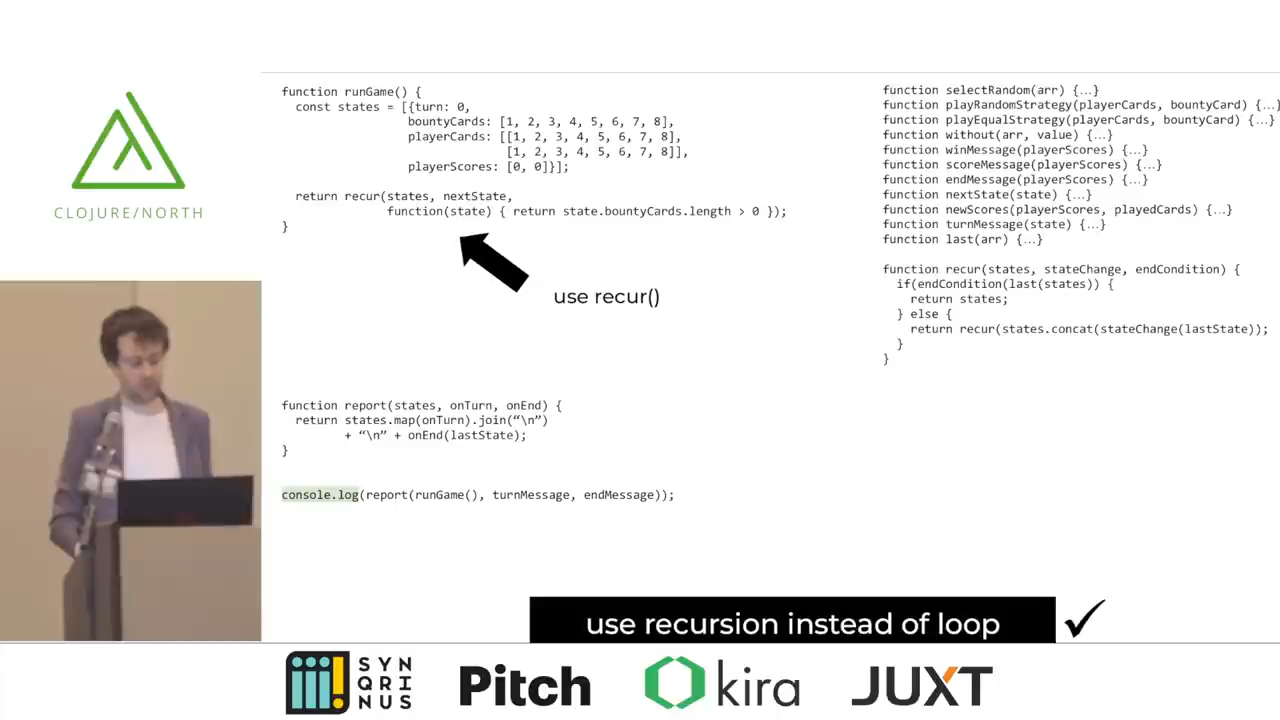 CLOJURE/NORTH
function runGame() {
const states = [{turn: 0,
bountyCards: [1, 2, 3, 4, 5, 6, 7, 8],
playerCards: [[1, 2, 3, 4, 5, 6, 7, 8],
[1, 2, 3, 4, 5, 6, 7, 8]],
playerScores: [0, 0]}];
return recur(states, nextState,
function(state) { return state.bountyCards.length > 0 });
}
use recur()
function report(states, onTurn, onEnd) {
return states.map(onTurn).join(“\n”)
+ “\n” + onEnd(lastState);
}
console.log(report(runGame(), turnMessage, endMessage));
function selectRandom(arr) {…}
function playRandomStrategy(playerCards, bountyCard) {…}
function playEqualStrategy(playerCards, bountyCard) {…}
function without(arr, value) {…}
function winMessage(playerScores) {…}
function scoreMessage(playerScores) {…}
function endMessage(playerScores) {…}
function nextState(state) {…}
function newScores(playerScores, playedCards) {…}
function turnMessage(state) {…}
function last(arr) {…}
function recur(states, stateChange, endCondition) {
if(endCondition(last(states)) {
return states;
} else {
return recur(states.concat(stateChange(lastState));
}
}
use recursion instead of loop
SYN
QRI
NUS
Pitch
kira
JUXT